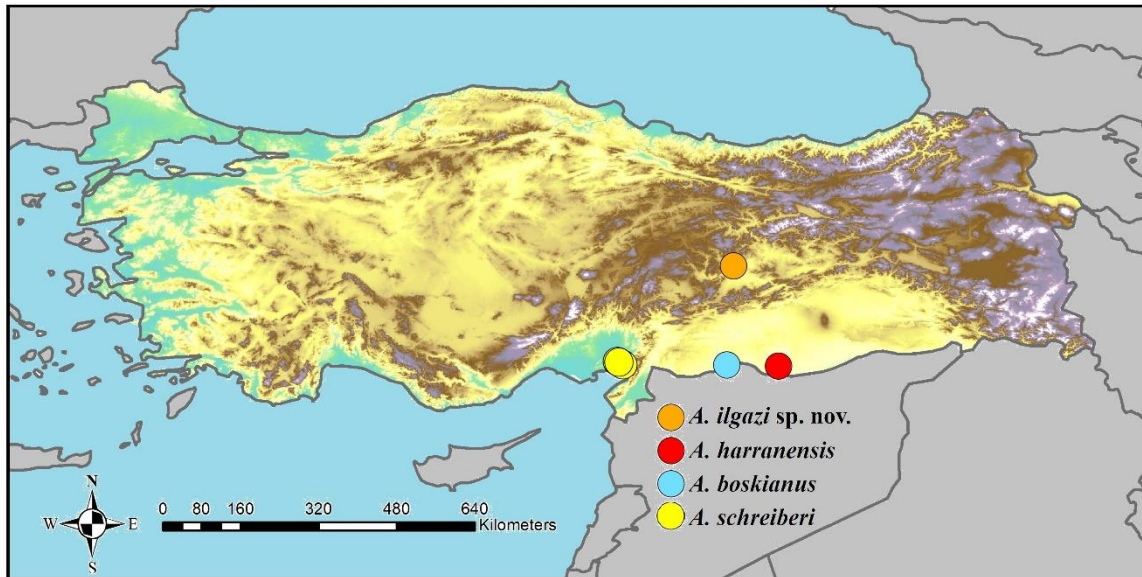 A. ilgazi sp. nov.
A. harranensis
A. boskianus
A. schreiberi
N
W E
S
0 80 160 320 480 640
Kilometers